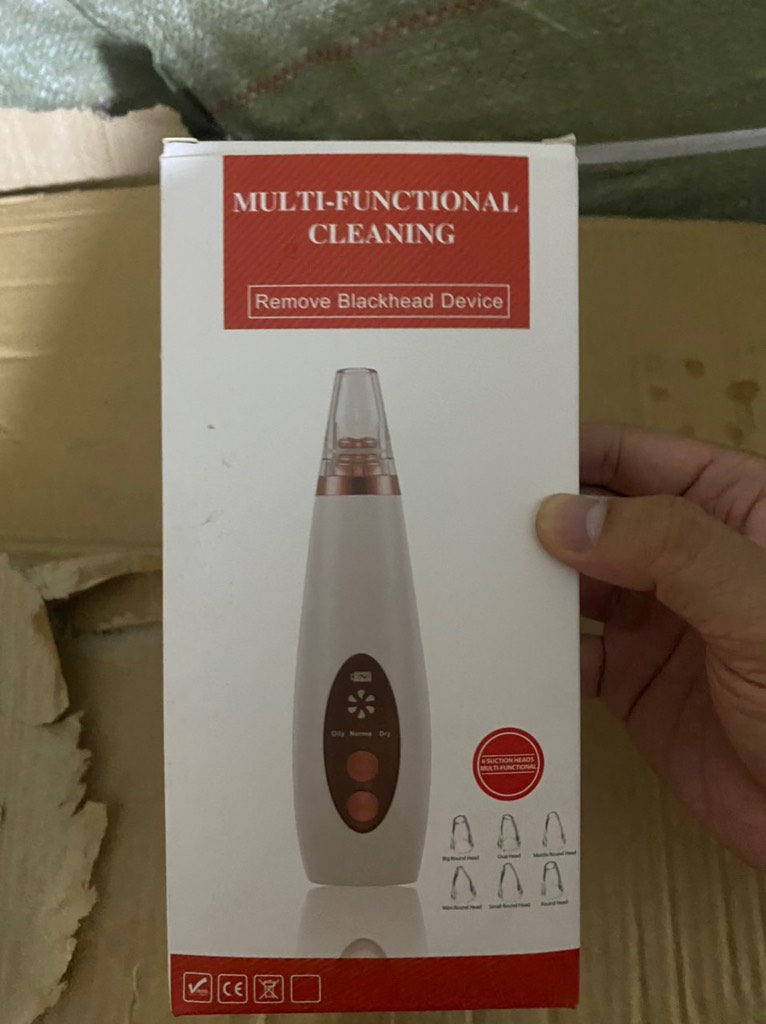 MULTI-FUNCTIONAL
CLEANING
Remove Blackhead Device
Oily Norme Dry
6 SUCTION HEADS
MULTI-FUNCTIONAL
Big Round Head
Oval Head
Middle Round Head
Mini Round Head
Small Round Head
Round Head
CE